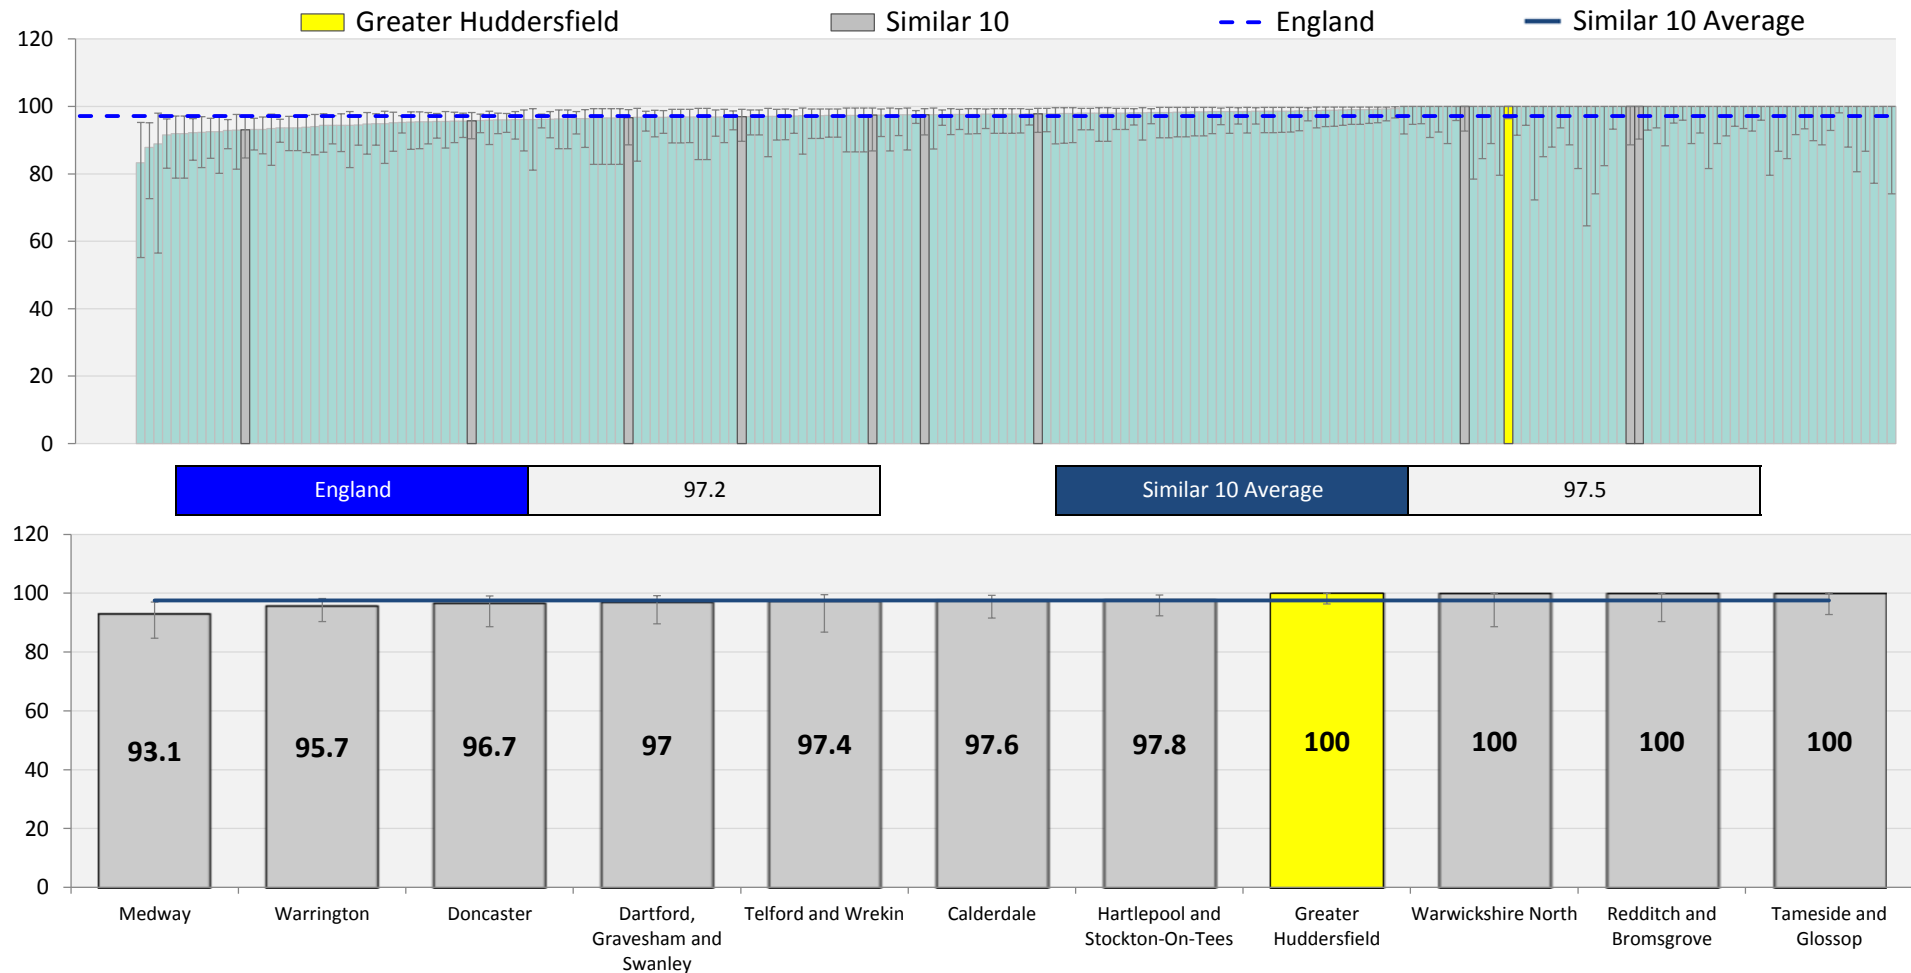 Greater Huddersfield
Similar 10
England
Similar 10 Average
120
100
80
60
40
20
0
England 97.2
Similar 10 Average 97.5
120
100
80
60
40
20
0
93.1
95.7
96.7
97
97.4
97.6
97.8
100
100
100
100
Medway
Warrington
Doncaster
Dartford,
Gravesham and
Swanley
Telford and Wrekin
Calderdale
Hartlepool and
Stockton-On-Tees
Greater
Huddersfield
Warwickshire North
Redditch and
Bromsgrove
Tameside and
Glossop